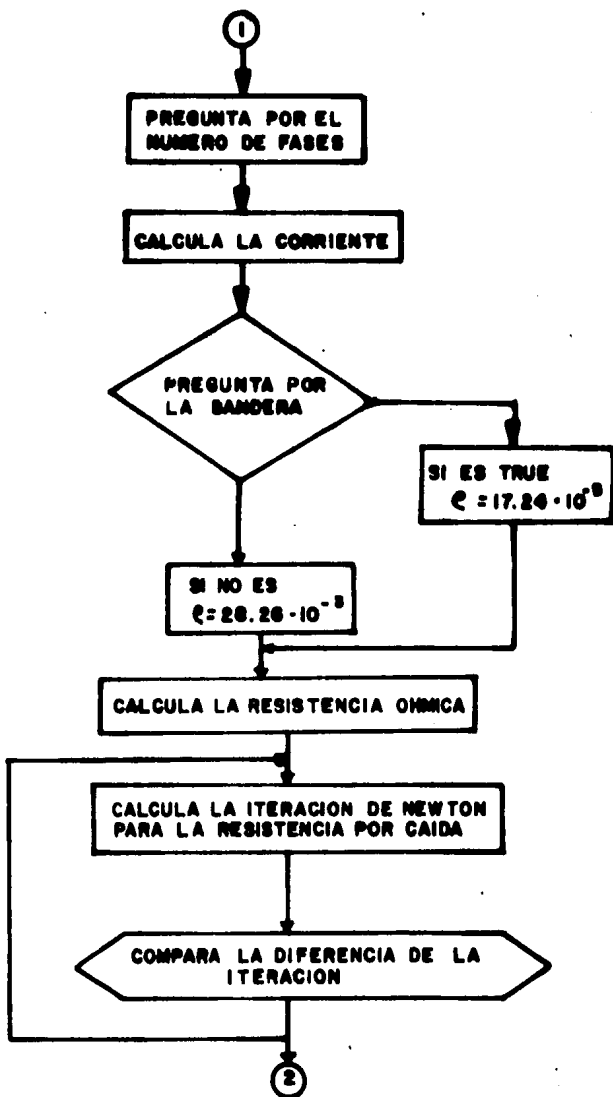 1
PREGUNTA POR EL
NUMERO DE FASES
CALCULA LA CORRIENTE
PREGUNTA POR
LA BANDERA
SI ES TRUE
ρ = 17.24 · 10
SI NO ES
ρ = 28.26 · 10
CALCULA LA RESISTENCIA OHMICA
CALCULA LA ITERACION DE NEWTON
PARA LA RESISTENCIA POR CAIDA
COMPARA LA DIFERENCIA DE LA
ITERACION
2